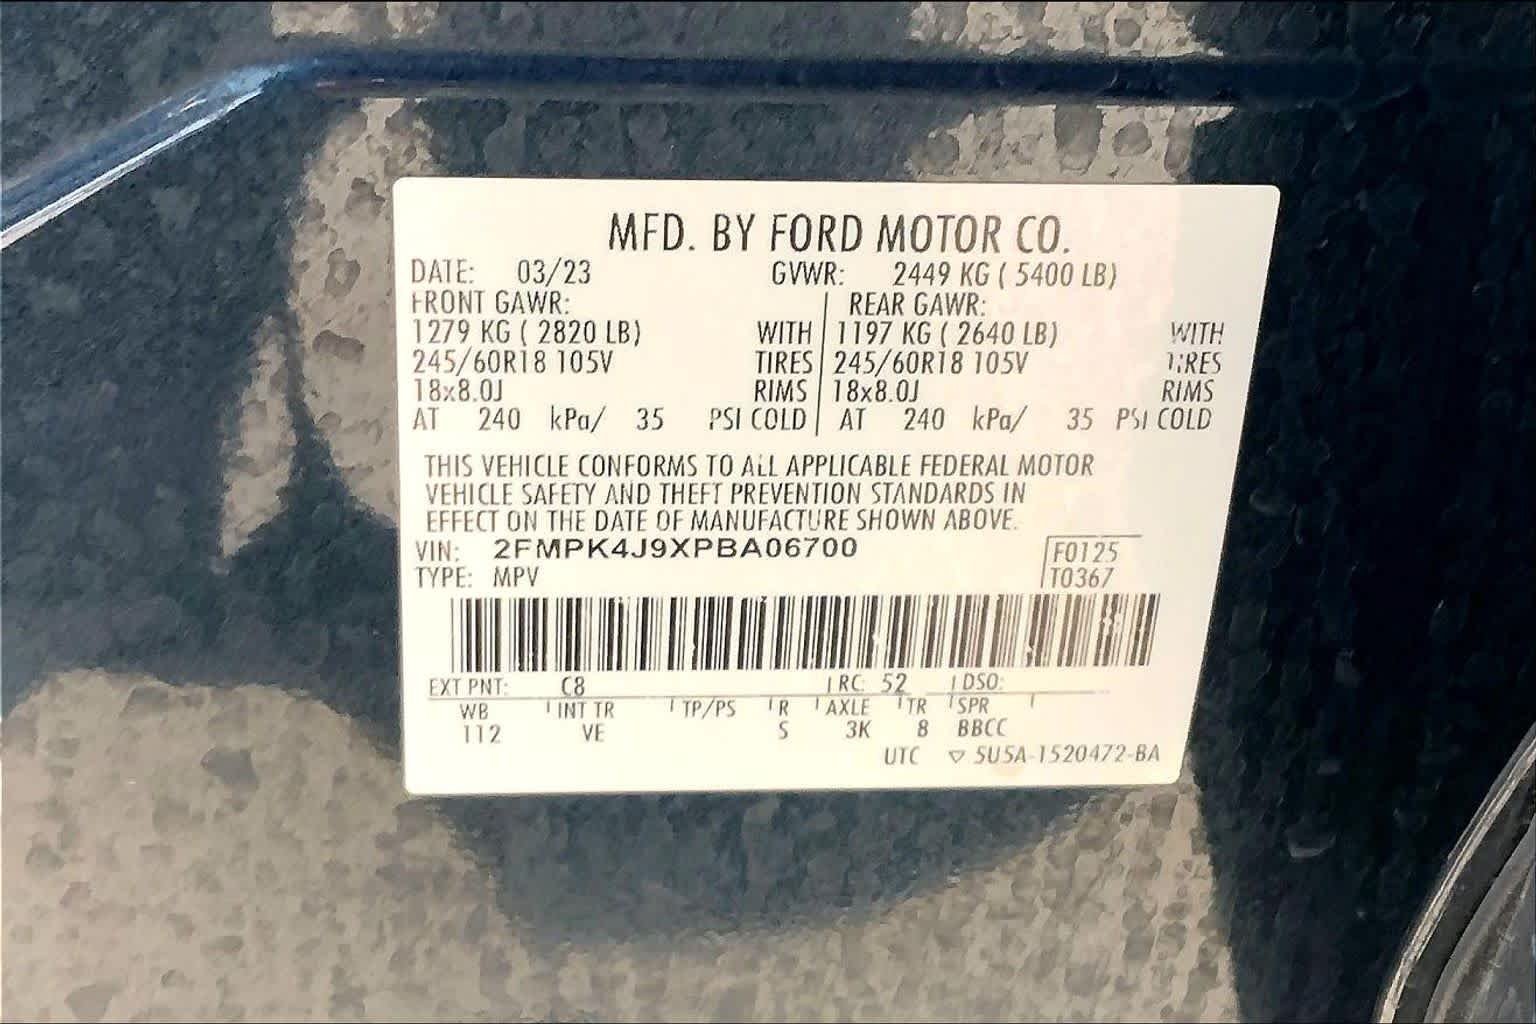 MFD. BY FORD MOTOR CO.
DATE: 03/23 GVWR: 2449 KG ( 5400 LB)
FRONT GAWR: REAR GAWR:
1279 KG ( 2820 LB) WITH 1197 KG ( 2640 LB) WITH
245/60R18 105V TIRES 245/60R18 105V TIRES
18x8.0J RIMS 18x8.0J RIMS
AT 240 kPa/ 35 PSI COLD AT 240 kPa/ 35 PSI COLD
THIS VEHICLE CONFORMS TO ALL APPLICABLE FEDERAL MOTOR
VEHICLE SAFETY AND THEFT PREVENTION STANDARDS IN
EFFECT ON THE DATE OF MANUFACTURE SHOWN ABOVE.
VIN: 2FMPK4J9XPBA06700 F0125
TYPE: MPV T0367
EXT PNT: C8 RC: 52 DSO:
WB INT TR TP/PS R AXLE TR SPR
112 VE S 3K 8 BBCC
UTC ▽ 5U5A-1520472-BA